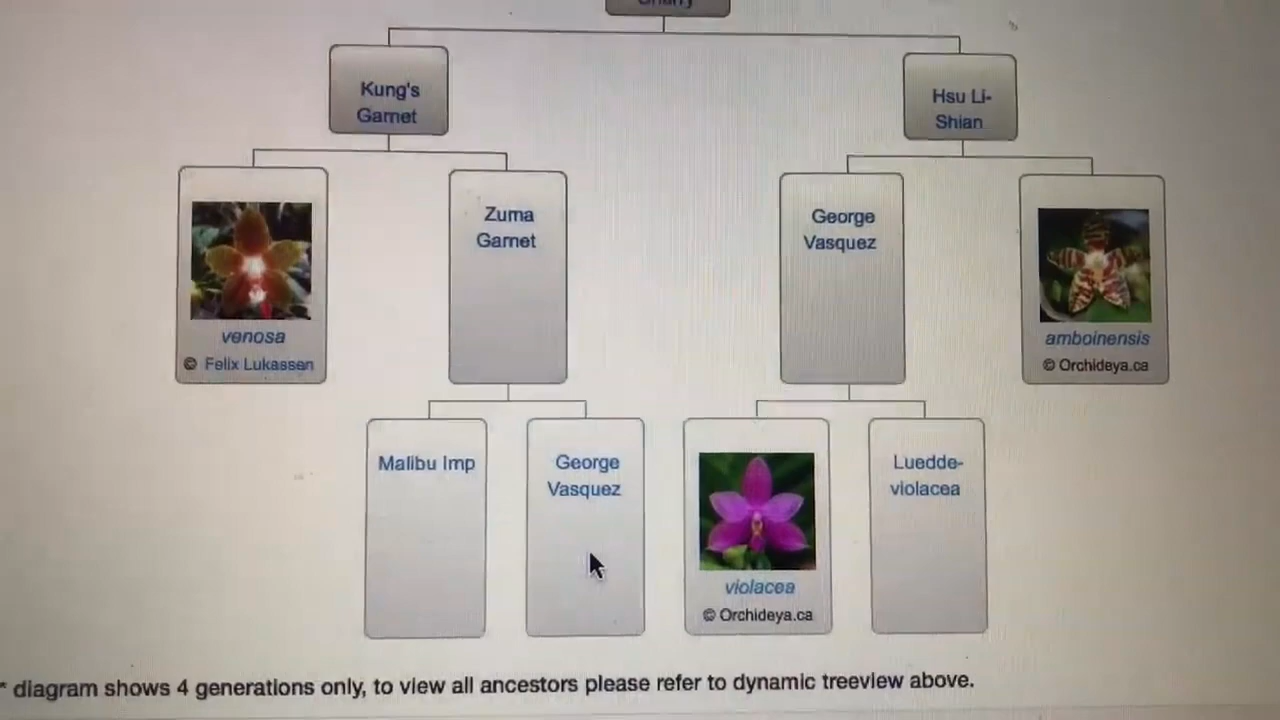 Kung's
Garnet
Hsu Li-
Shian
venosa
© Felix Lukassen
Zuma
Garnet
George
Vasquez
amboinensis
© Orchideya.ca
Malibu Imp
George
Vasquez
violacea
© Orchideya.ca
Luedde-
violacea
* diagram shows 4 generations only, to view all ancestors please refer to dynamic treeview above.